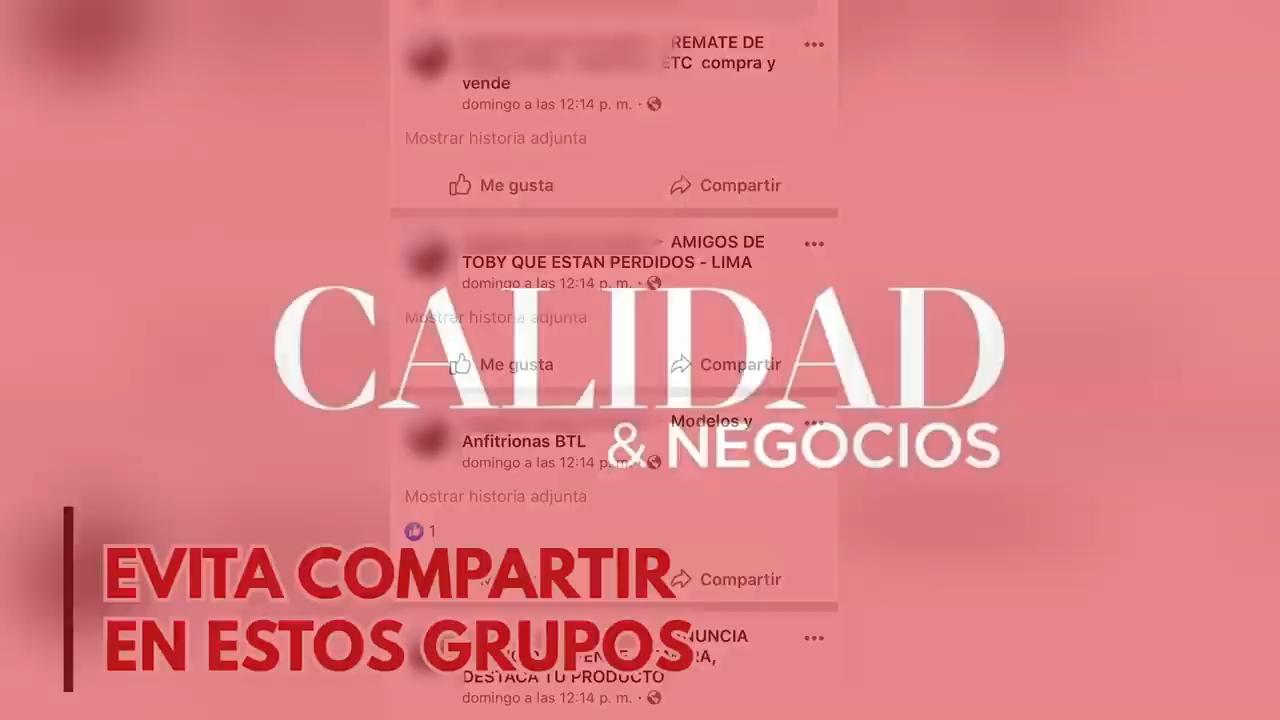 REMATE DE
ETC compra y
vende
domingo a las 12:14 p. m. ·
Mostrar historia adjunta
Me gusta
Compartir
AMIGOS DE
TOBY QUE ESTAN PERDIDOS - LIMA
domingo a las 12:14 p. m. ·
Mostrar historia adjunta
Me gusta
Compartir
CALIDAD
& NEGOCIOS
Modelos y
Anfitrionas BTL
domingo a las 12:14 p. m. ·
Mostrar historia adjunta
1
Compartir
EVITA COMPARTIR
EN ESTOS GRUPOS
DESTACA TU PRODUCTO
domingo a las 12:14 p. m. ·